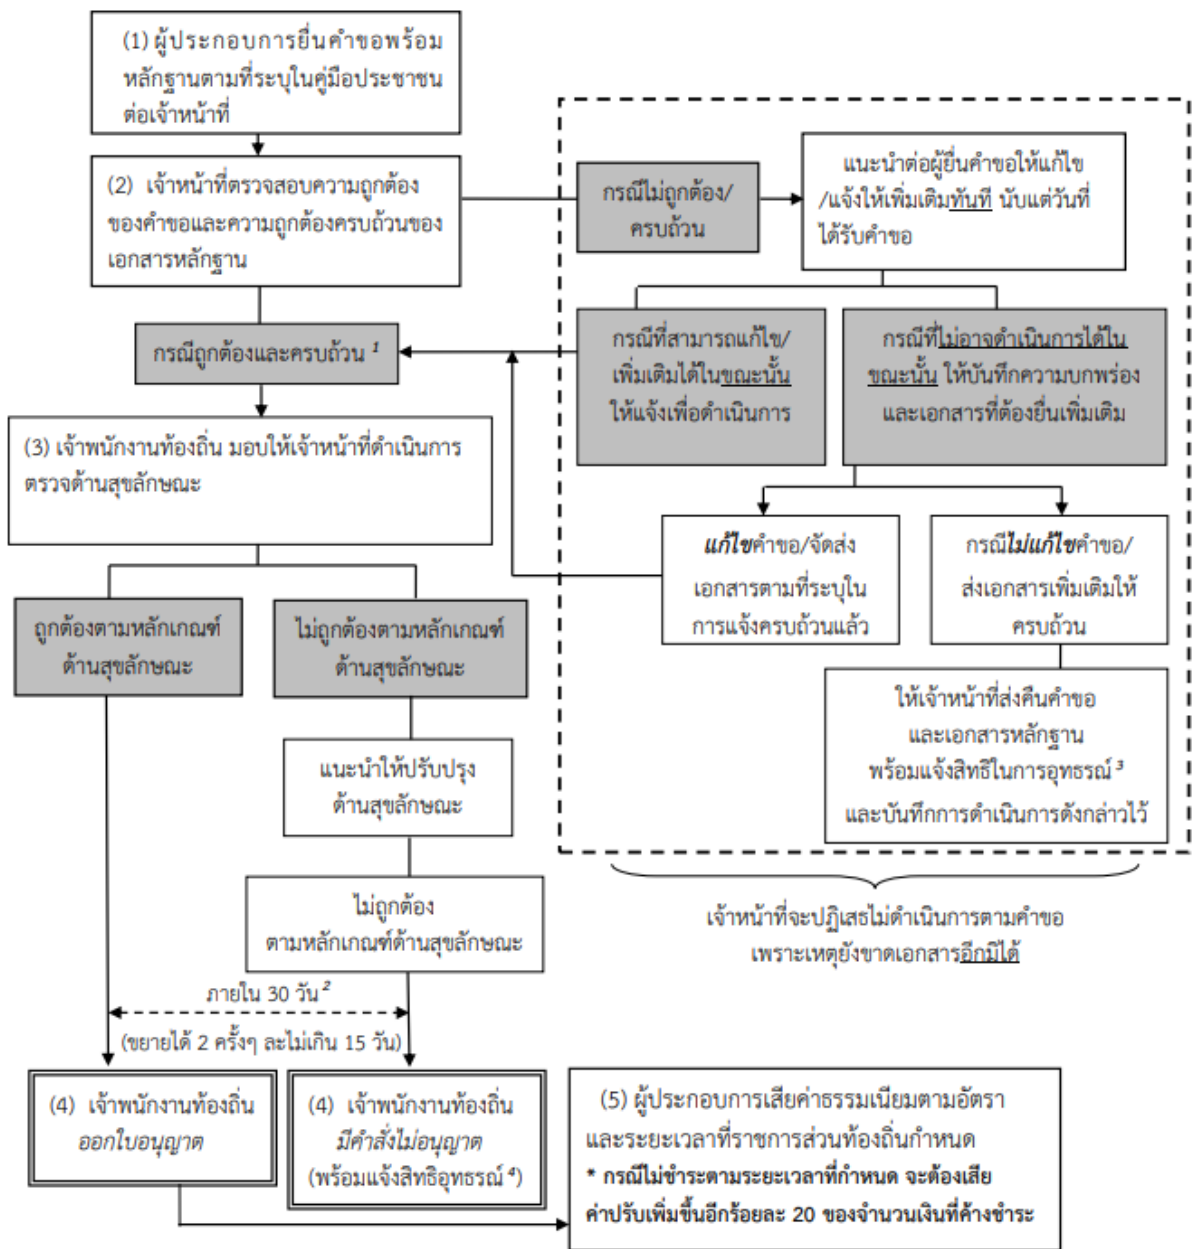 (1) ผู้ประกอบการยื่นคำขอพร้อม
หลักฐานตามที่ระบุในคู่มือประชาชน
ต่อเจ้าหน้าที่
(2) เจ้าหน้าที่ตรวจสอบความถูกต้อง
ของคำขอและความถูกต้องครบถ้วนของ
เอกสารหลักฐาน
กรณีไม่ถูกต้อง/
ครบถ้วน
แนะนำต่อผู้ยื่นคำขอให้แก้ไข
/แจ้งให้เพิ่มเติมทันที นับแต่วันที่
ได้รับคำขอ
กรณีถูกต้องและครบถ้วน 1
กรณีที่สามารถแก้ไข/
เพิ่มเติมได้ในขณะนั้น
ให้แจ้งเพื่อดำเนินการ
กรณีที่ไม่อาจดำเนินการได้ใน
ขณะนั้น ให้บันทึกความบกพร่อง
และเอกสารที่ต้องยื่นเพิ่มเติม
(3) เจ้าพนักงานท้องถิ่น มอบให้เจ้าหน้าที่ดำเนินการ
ตรวจด้านสุขลักษณะ
แก้ไขคำขอ/จัดส่ง
เอกสารตามที่ระบุใน
การแจ้งครบถ้วนแล้ว
กรณีไม่แก้ไขคำขอ/
ส่งเอกสารเพิ่มเติมให้
ครบถ้วน
ถูกต้องตามหลักเกณฑ์
ด้านสุขลักษณะ
ไม่ถูกต้องตามหลักเกณฑ์
ด้านสุขลักษณะ
ให้เจ้าหน้าที่ส่งคืนคำขอ
และเอกสารหลักฐาน
พร้อมแจ้งสิทธิในการอุทธรณ์ 3
และบันทึกการดำเนินการดังกล่าวไว้
แนะนำให้ปรับปรุง
ด้านสุขลักษณะ
ไม่ถูกต้อง
ตามหลักเกณฑ์ด้านสุขลักษณะ
เจ้าหน้าที่จะปฏิเสธไม่ดำเนินการตามคำขอ
เพราะเหตุยังขาดเอกสารอีกมิได้
ภายใน 30 วัน 2
(ขยายได้ 2 ครั้งๆ ละไม่เกิน 15 วัน)
(4) เจ้าพนักงานท้องถิ่น
ออกใบอนุญาต
(4) เจ้าพนักงานท้องถิ่น
มีคำสั่งไม่อนุญาต
(พร้อมแจ้งสิทธิอุทธรณ์ 4)
(5) ผู้ประกอบการเสียค่าธรรมเนียมตามอัตรา
และระยะเวลาที่ราชการส่วนท้องถิ่นกำหนด
* กรณีไม่ชำระตามระยะเวลาที่กำหนด จะต้องเสีย
ค่าปรับเพิ่มขึ้นอีกร้อยละ 20 ของจำนวนเงินที่ค้างชำระ